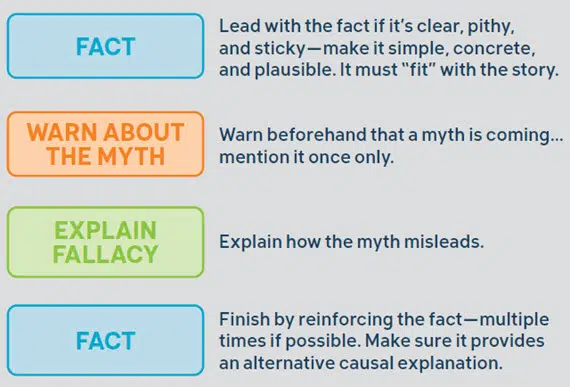 FACT
Lead with the fact if it's clear, pithy,
and sticky—make it simple, concrete,
and plausible. It must "fit" with the story.
WARN ABOUT
THE MYTH
Warn beforehand that a myth is coming...
mention it once only.
EXPLAIN
FALLACY
Explain how the myth misleads.
FACT
Finish by reinforcing the fact—multiple
times if possible. Make sure it provides
an alternative causal explanation.